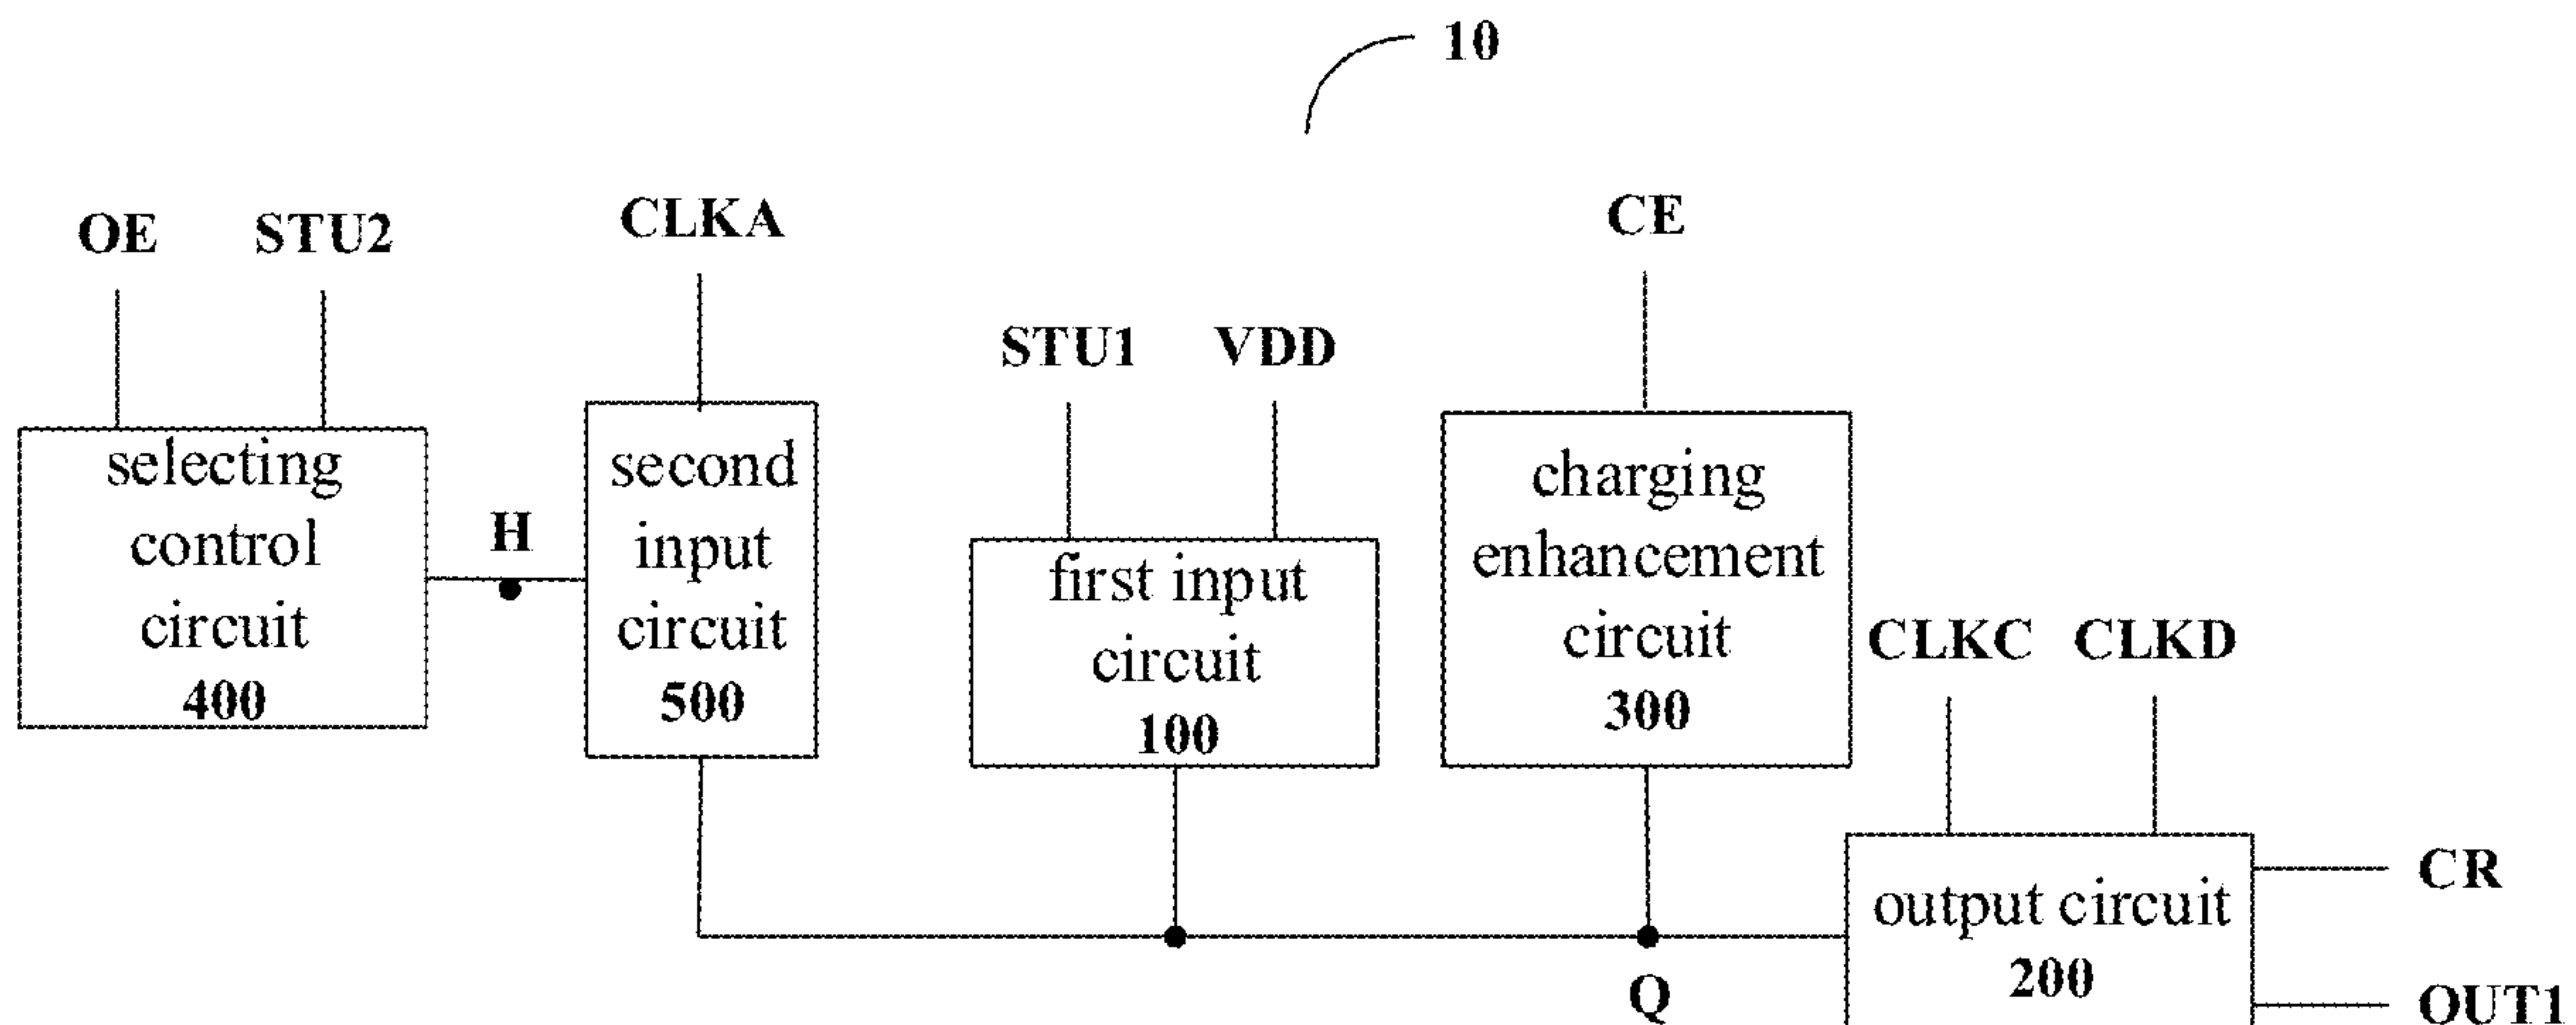 10
OE
STU2
CLKA
CE
STU1
VDD
selecting
control
circuit
400
H
second
input
circuit
500
first input
circuit
100
charging
enhancement
circuit
300
CLKC
CLKD
output circuit
200
CR
OUT1
Q